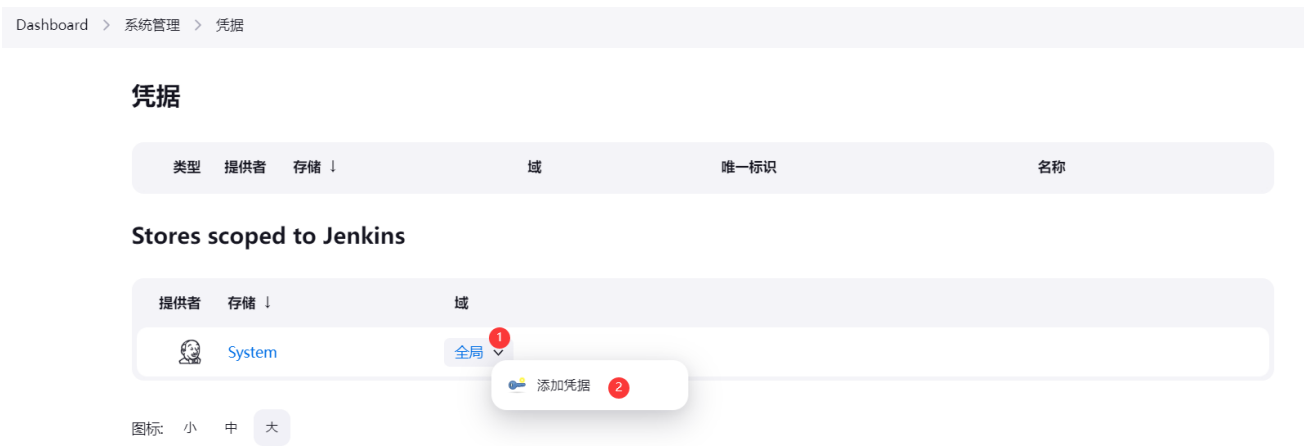 Dashboard > 系统管理 > 凭据
凭据
类型 提供者 存储 ↓ 域 唯一标识 名称
Stores scoped to Jenkins
提供者 存储 ↓ 域
System 全局 1
添加凭据 2
图标: 小 中 大